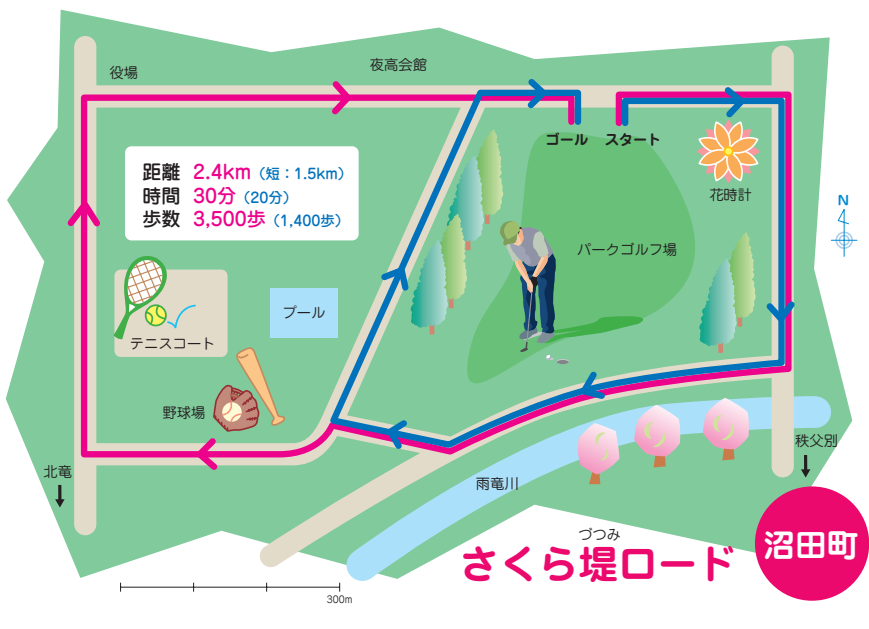 役場
夜高会館
ゴール
スタート
距離 2.4km（短：1.5km）
時間 30分（20分）
歩数 3,500歩（1,400歩）
花時計
N
パークゴルフ場
プール
テニスコート
野球場
北竜
秩父別
雨竜川
づつみ
さくら堤ロード
沼田町
300m